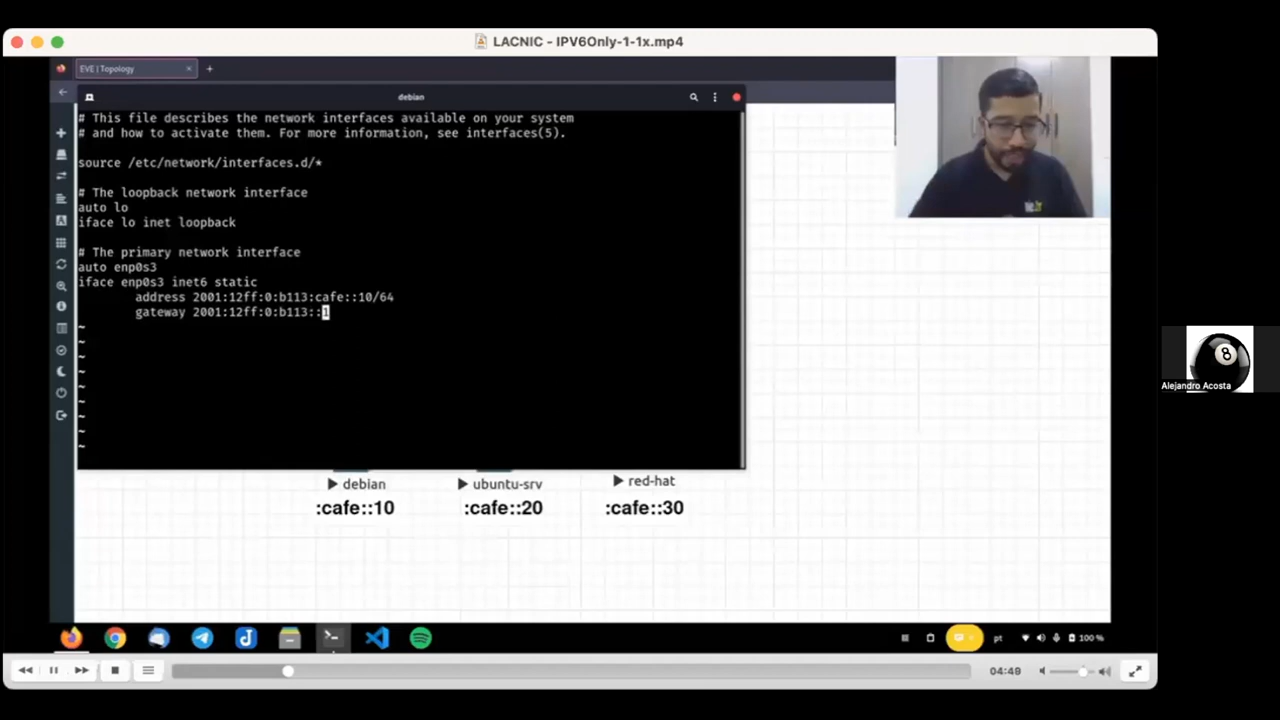 LACNIC - IPV6Only-1-1x.mp4
EVE | Topology
debian
# This file describes the network interfaces available on your system
# and how to activate them. For more information, see interfaces(5).
source /etc/network/interfaces.d/*
# The loopback network interface
auto lo
iface lo inet loopback
# The primary network interface
auto enp0s3
iface enp0s3 inet6 static
address 2001:12ff:0:b113:cafe::10/64
gateway 2001:12ff:0:b113::1
~
~
~
~
~
~
~
~
~
debian
ubuntu-srv
red-hat
:cafe::10
:cafe::20
:cafe::30
8
Alejandro Acosta
pt
100 %
04:49